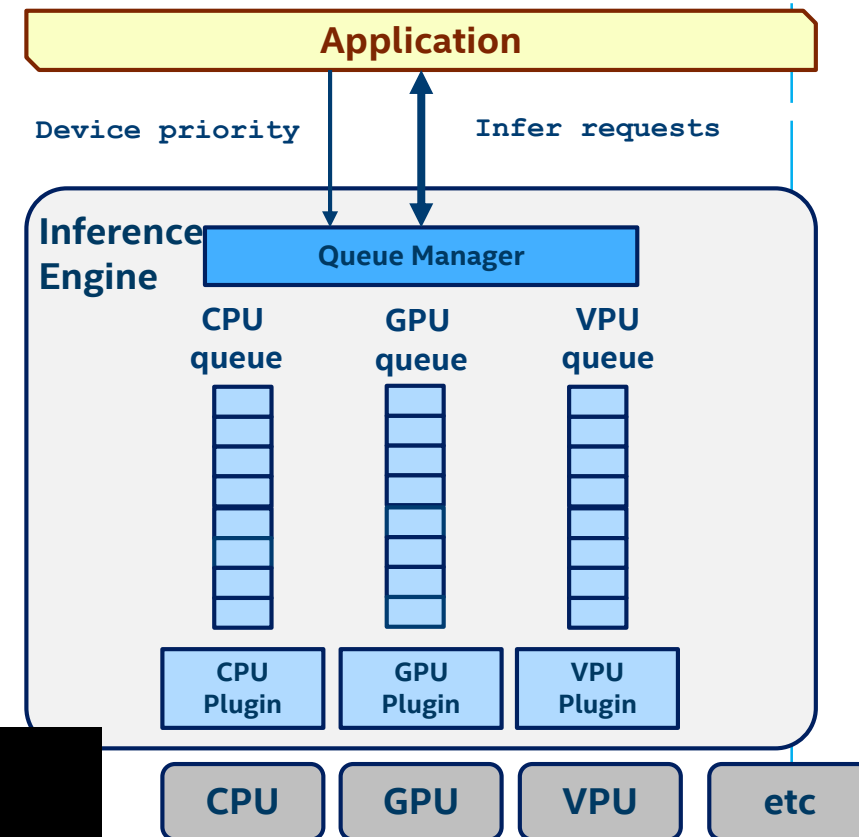 Application
Device priority
Infer requests
Inference
Engine
Queue Manager
CPU
queue
GPU
queue
VPU
queue
CPU
Plugin
GPU
Plugin
VPU
Plugin
CPU
GPU
VPU
etc